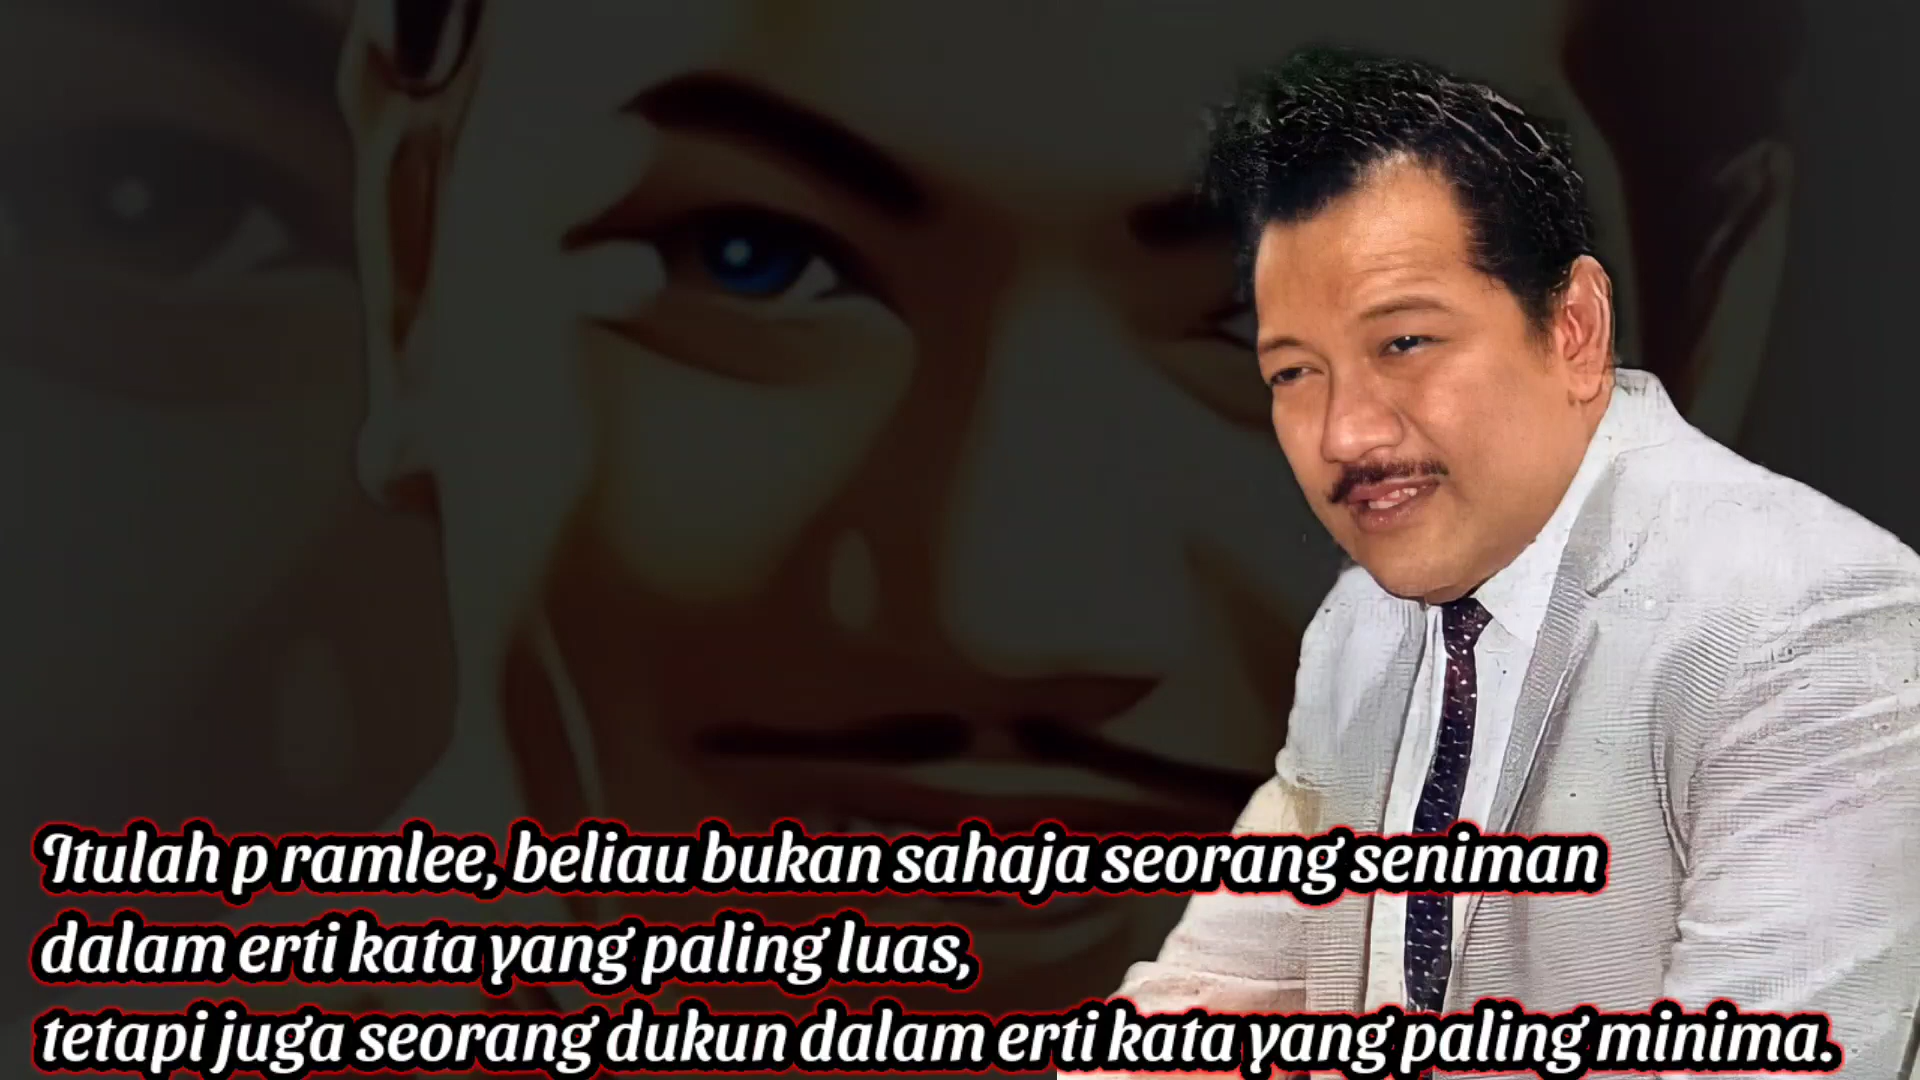 Itulah p ramlee, beliau bukan sahaja seorang seniman
dalam erti kata yang paling luas,
tetapi juga seorang dukun dalam erti kata yang paling minima.